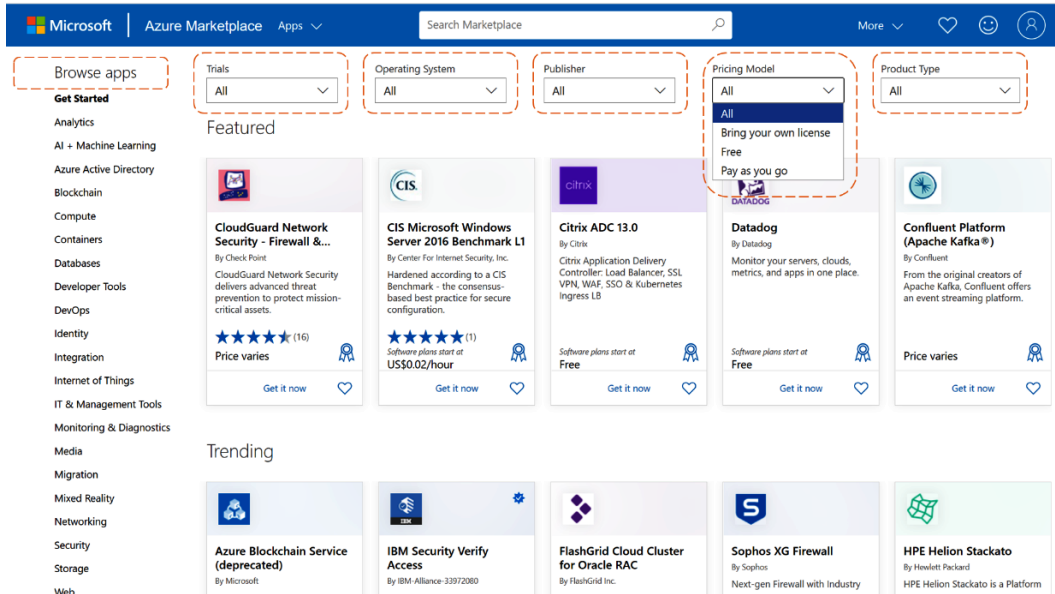 Microsoft
Azure Marketplace
Apps
Search Marketplace
More
Browse apps
Get Started
Analytics
AI + Machine Learning
Azure Active Directory
Blockchain
Compute
Containers
Databases
Developer Tools
DevOps
Identity
Integration
Internet of Things
IT & Management Tools
Monitoring & Diagnostics
Media
Migration
Mixed Reality
Networking
Security
Storage
Web
Trials
All
Operating System
All
Publisher
All
Pricing Model
All
All
Bring your own license
Free
Pay as you go
Product Type
All
Featured
CloudGuard Network
Security - Firewall &...
By Check Point
CloudGuard Network Security
delivers advanced threat
prevention to protect mission-
critical assets.
(16)
Price varies
Get it now
CIS.
CIS Microsoft Windows
Server 2016 Benchmark L1
By Center For Internet Security, Inc.
Hardened according to a CIS
Benchmark - the consensus-
based best practice for secure
configuration.
(1)
Software plans start at
US$0.02/hour
Get it now
citrix
Citrix ADC 13.0
By Citrix
Citrix Application Delivery
Controller: Load Balancer, SSL
VPN, WAF, SSO & Kubernetes
Ingress LB
Software plans start at
Free
Get it now
DATADOG
Datadog
By Datadog
Monitor your servers, clouds,
metrics, and apps in one place.
Software plans start at
Free
Get it now
Confluent Platform
(Apache Kafka®)
By Confluent
From the original creators of
Apache Kafka, Confluent offers
an event streaming platform.
Price varies
Get it now
Trending
Azure Blockchain Service
(deprecated)
By Microsoft
IBM
IBM Security Verify
Access
By IBM-Alliance-33972080
FlashGrid Cloud Cluster
for Oracle RAC
By FlashGrid Inc.
S
Sophos XG Firewall
By Sophos
Next-gen Firewall with Industry
HPE Helion Stackato
By Hewlett Packard
HPE Helion Stackato is a Platform